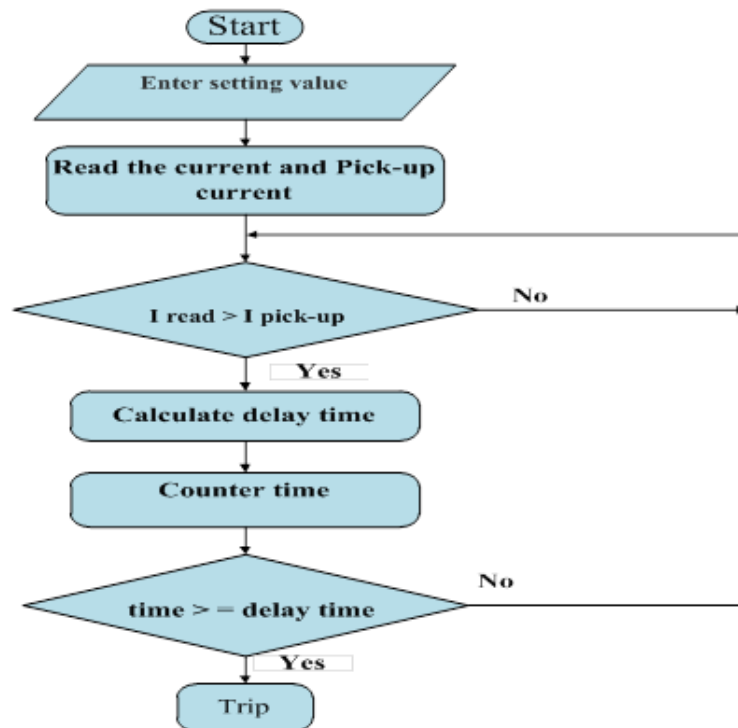 Start
Enter setting value
Read the current and Pick-up
current
I read > I pick-up
No
Yes
Calculate delay time
Counter time
time > = delay time
No
Yes
Trip